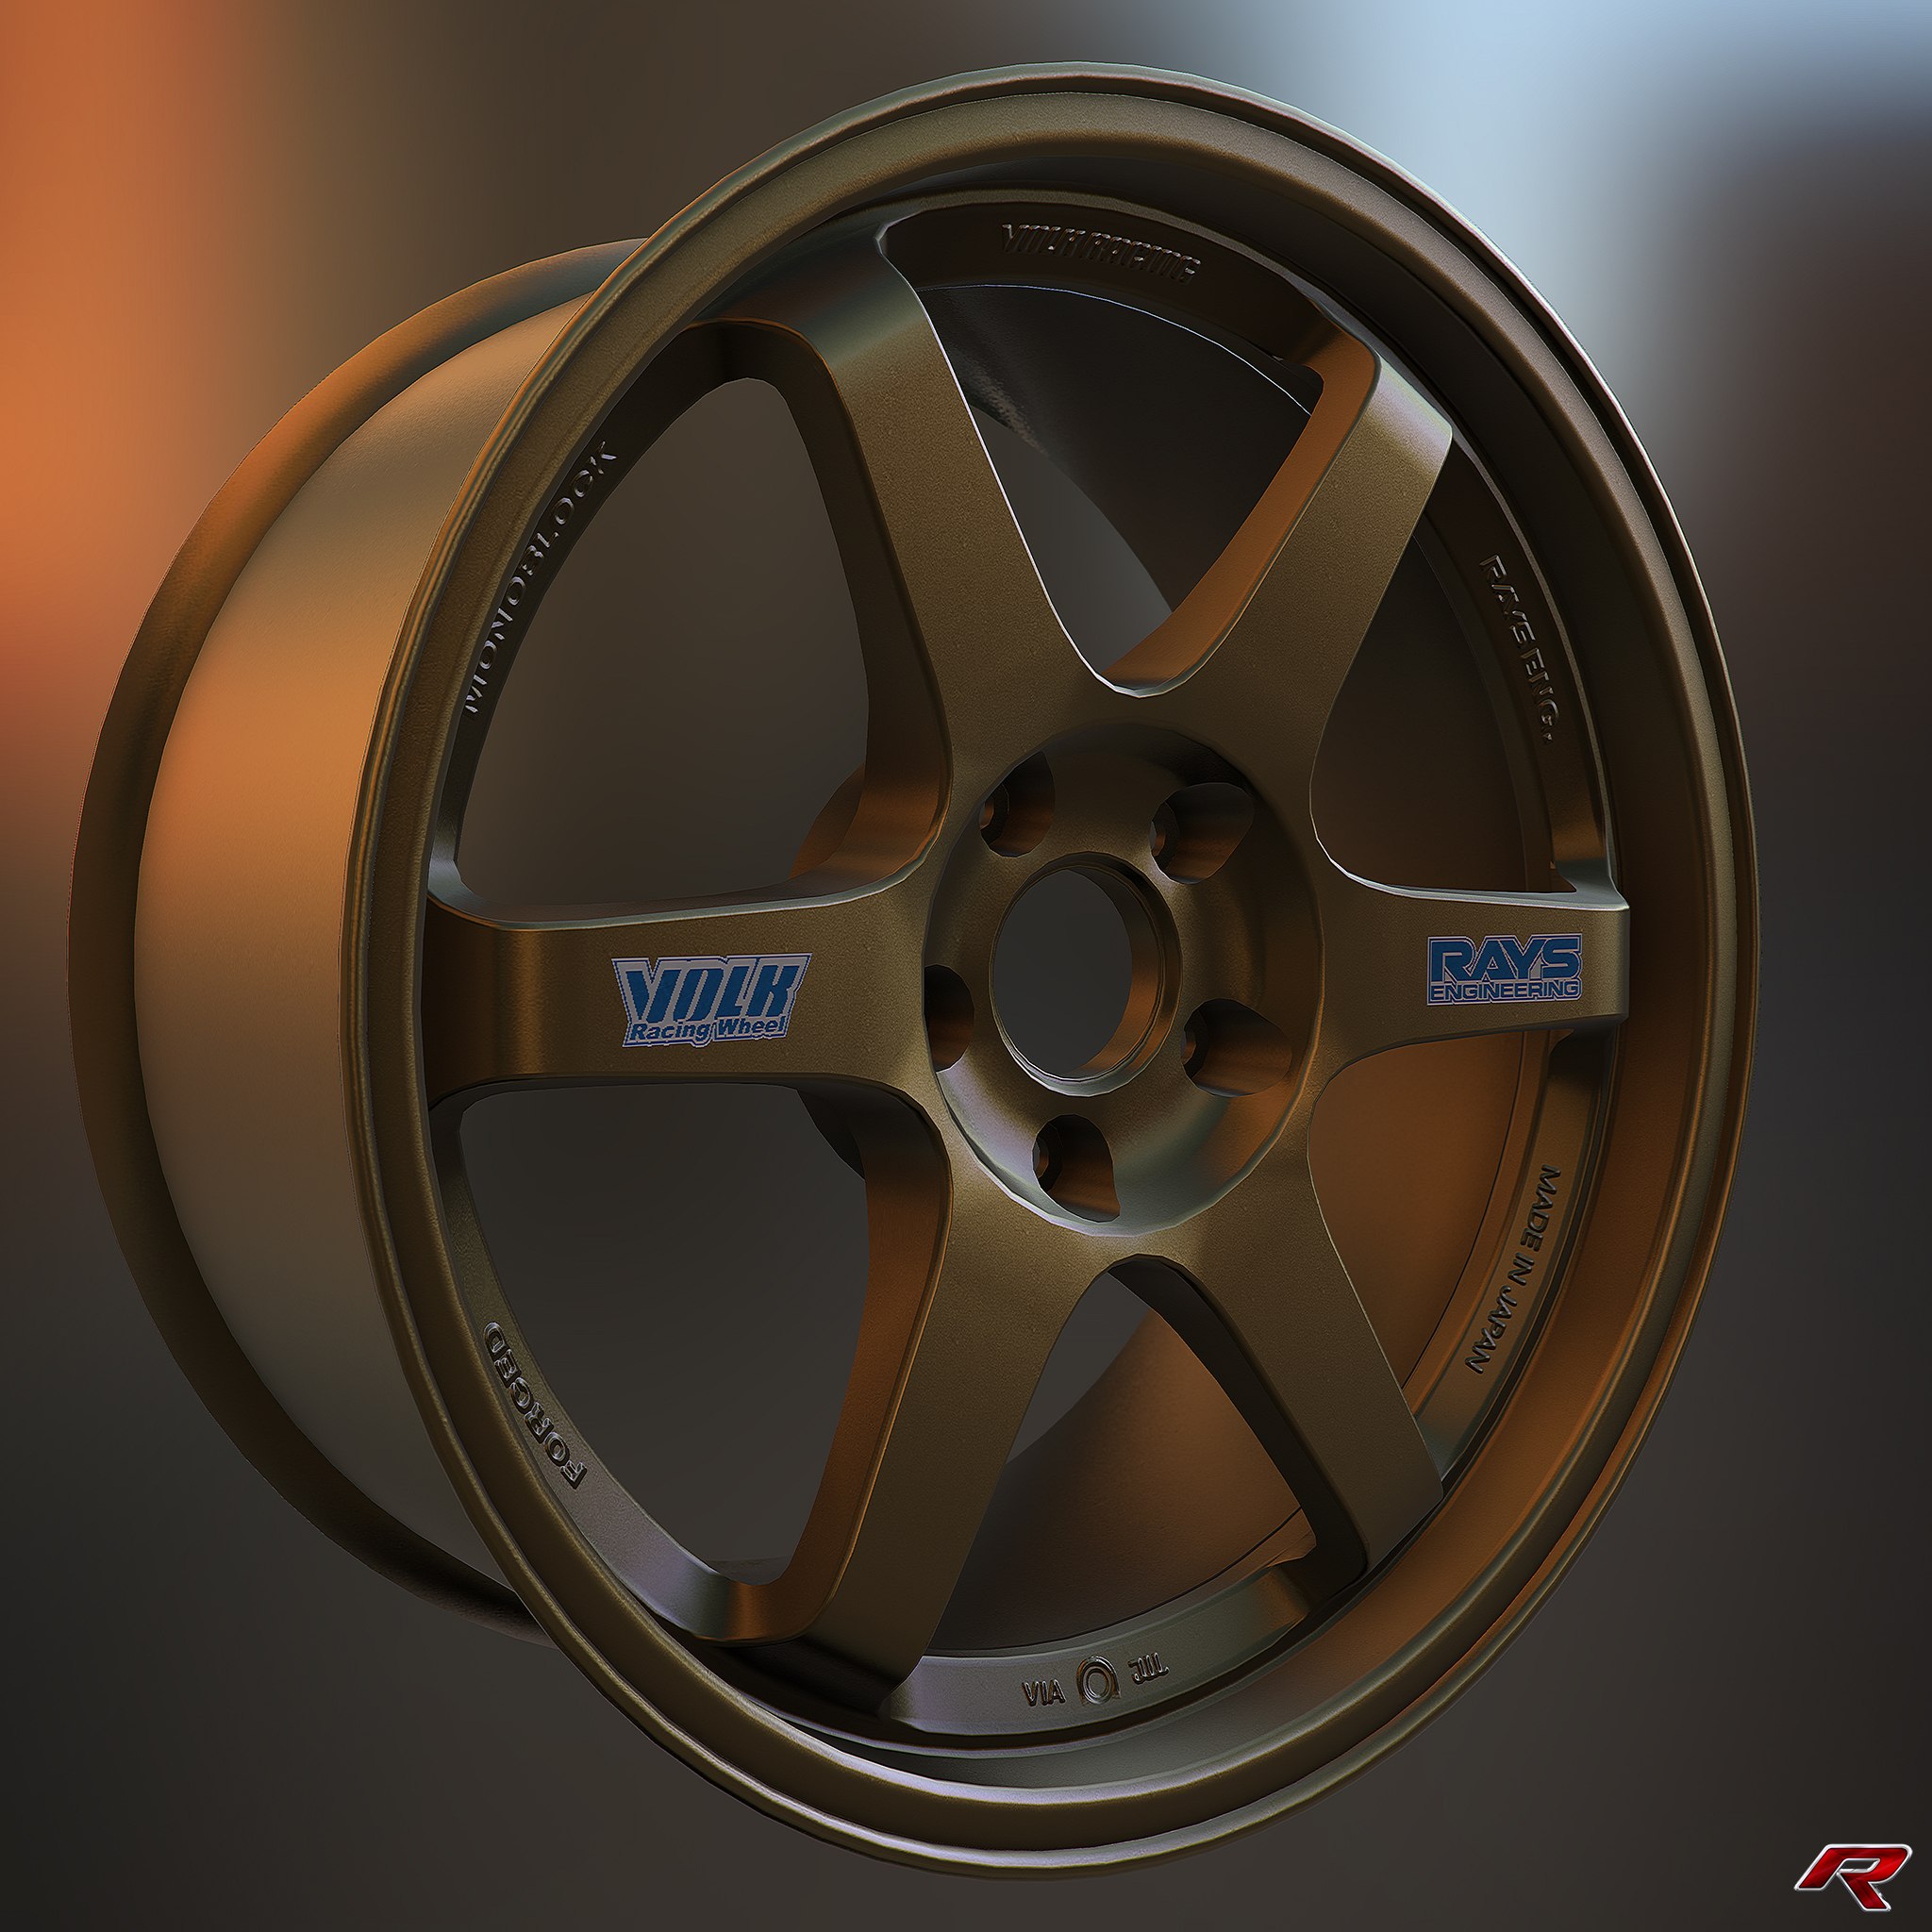 VOLK RACING
MONOBLOCK
RAYS ENG.
VOLK
Racing Wheel
RAYS
ENGINEERING
MADE IN JAPAN
FORGED
VIA
JWL
R